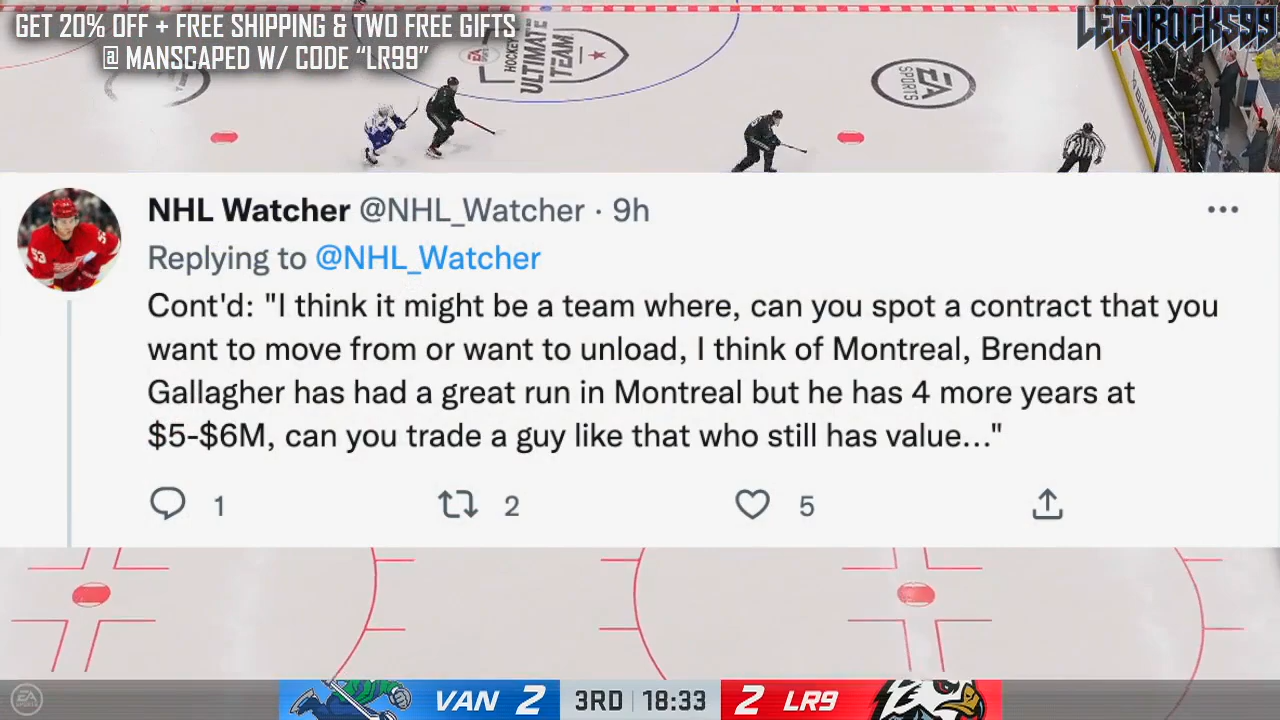 GET 20% OFF + FREE SHIPPING & TWO FREE GIFTS
@ MANSCAPED W/ CODE "LR99"
LEGOROCKS99
EA
HOCKEY
ULTIMATE
TEAM
EA
SPORTS
NHL Watcher @NHL_Watcher · 9h
Replying to @NHL_Watcher
Cont'd: "I think it might be a team where, can you spot a contract that you
want to move from or want to unload, I think of Montreal, Brendan
Gallagher has had a great run in Montreal but he has 4 more years at
$5-$6M, can you trade a guy like that who still has value..."
1 2 5
53
EA
SPORTS
VAN 2 3RD 18:33 2 LR9